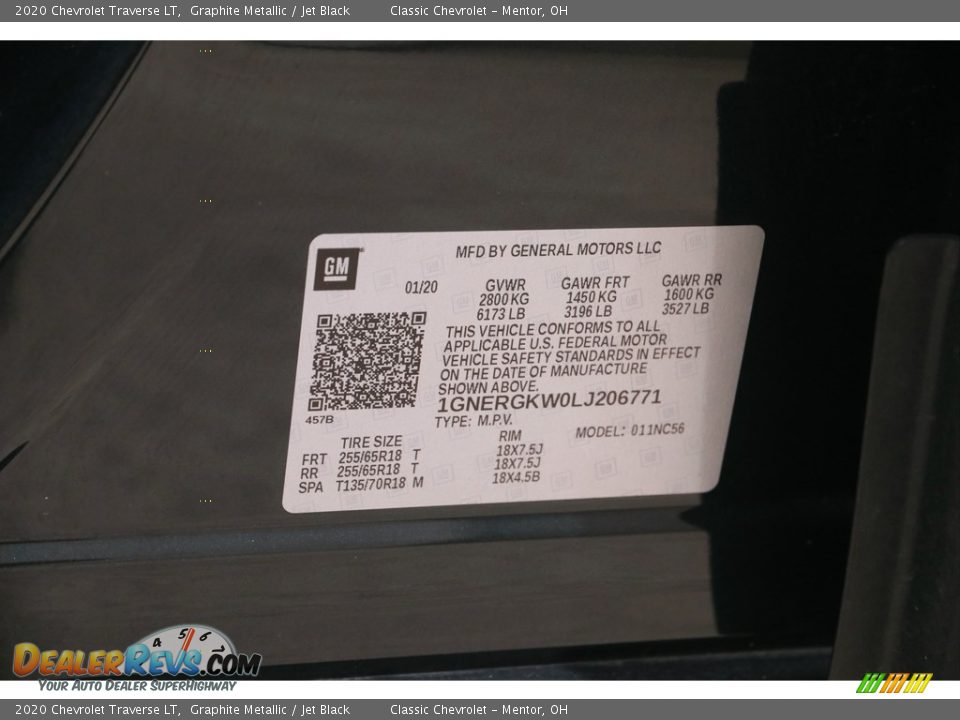 2020 Chevrolet Traverse LT, Graphite Metallic / Jet Black Classic Chevrolet - Mentor, OH
GM
MFD BY GENERAL MOTORS LLC
01/20 GVWR GAWR FRT GAWR RR
2800 KG 1450 KG 1600 KG
6173 LB 3196 LB 3527 LB
THIS VEHICLE CONFORMS TO ALL
APPLICABLE U.S. FEDERAL MOTOR
VEHICLE SAFETY STANDARDS IN EFFECT
ON THE DATE OF MANUFACTURE
SHOWN ABOVE.
1GNERGKW0LJ206771
457B
TYPE: M.P.V. MODEL: 011NC56
TIRE SIZE RIM
FRT 255/65R18 T 18X7.5J
RR 255/65R18 T 18X7.5J
SPA T135/70R18 M 18X4.5B
4 5 6
DEALERREVS.COM
YOUR AUTO DEALER SUPERHIGHWAY
2020 Chevrolet Traverse LT, Graphite Metallic / Jet Black Classic Chevrolet - Mentor, OH